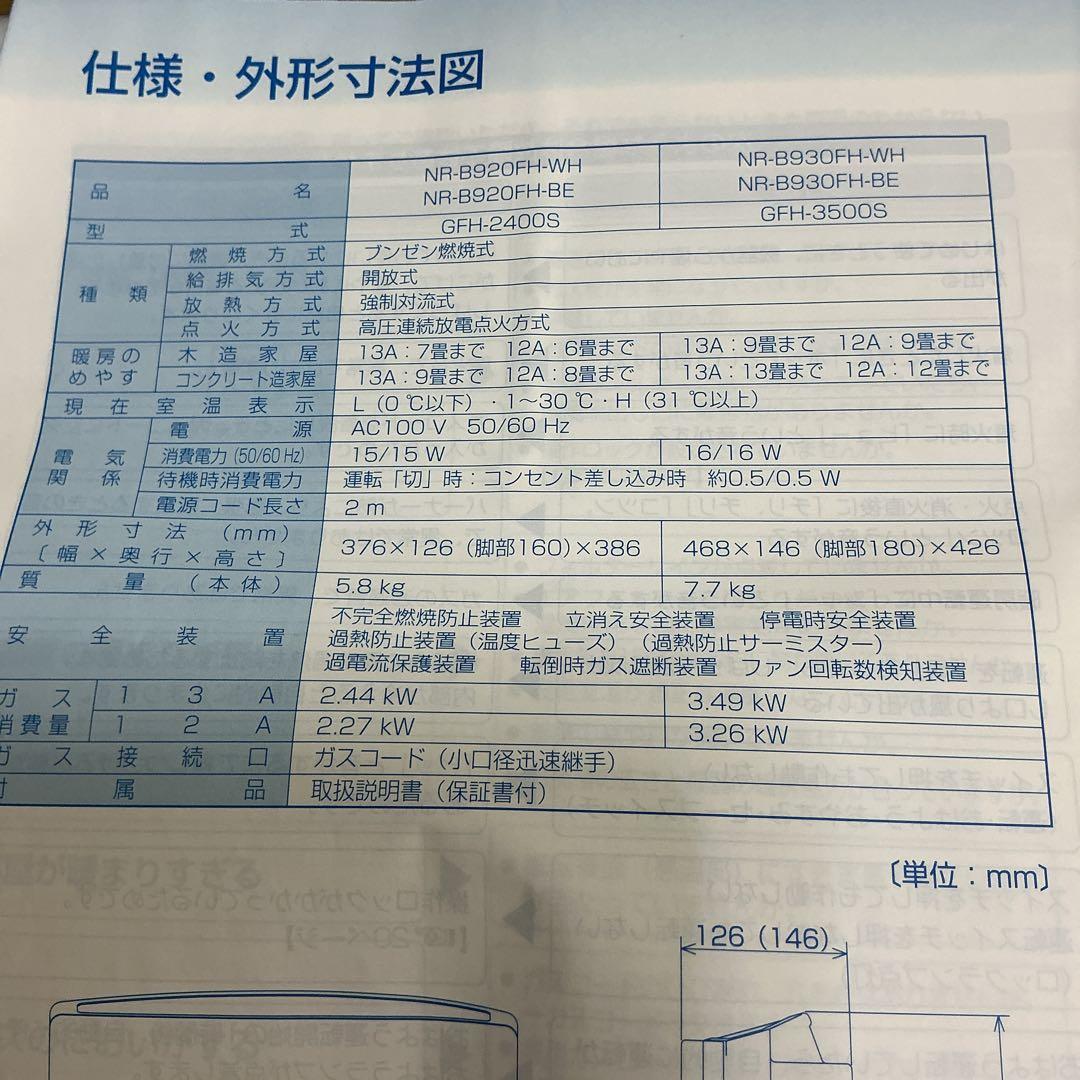 仕様・外形寸法図
品名 NR-B920FH-WH NR-B930FH-WH
NR-B920FH-BE NR-B930FH-BE
型式 GFH-2400S GFH-3500S
種類 燃焼方式 ブンゼン燃焼式
給排気方式 開放式
放熱方式 強制対流式
点火方式 高圧連続放電点火方式
暖房のめやす 木造家屋 13A：7畳まで 12A：6畳まで 13A：9畳まで 12A：9畳まで
コンクリート造家屋 13A：9畳まで 12A：8畳まで 13A：13畳まで 12A：12畳まで
現在室温表示 L（0℃以下）・1〜30℃・H（31℃以上）
電気関係 電源 AC100 V 50/60 Hz
消費電力（50/60 Hz） 15/15 W 16/16 W
待機時消費電力 運転「切」時：コンセント差し込み時 約0.5/0.5 W
電源コード長さ 2 m
外形寸法（mm）
〔幅×奥行×高さ〕 376×126（脚部160）×386 468×146（脚部180）×426
質量（本体） 5.8 kg 7.7 kg
安全装置 不完全燃焼防止装置 立消え安全装置 停電時安全装置
過熱防止装置（温度ヒューズ）（過熱防止サーミスター）
過電流保護装置 転倒時ガス遮断装置 ファン回転数検知装置
ガス消費量 13A 2.44 kW 3.49 kW
12A 2.27 kW 3.26 kW
ガス接続口 ガスコード（小口径迅速継手）
付属品 取扱説明書（保証書付）
〔単位：mm〕
126（146）